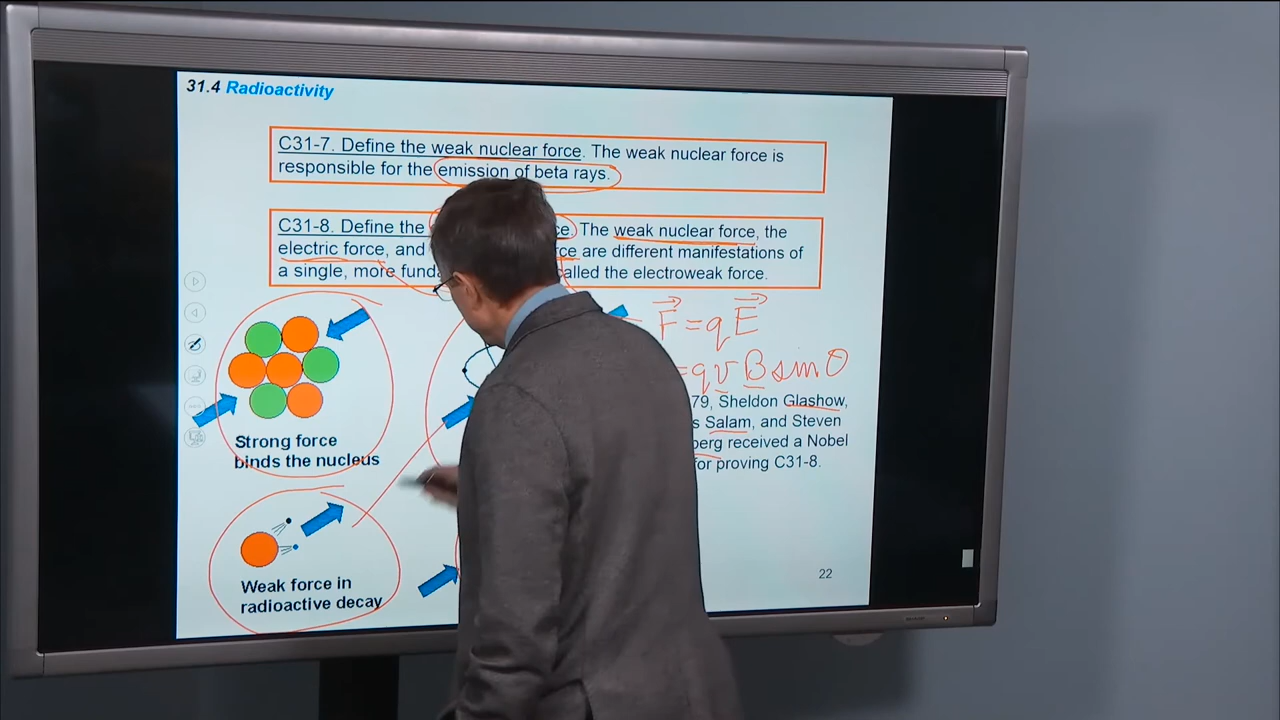 31.4 Radioactivity
C31-7. Define the weak nuclear force. The weak nuclear force is
responsible for the emission of beta rays.
C31-8. Define the The weak nuclear force, the
electric force, and are different manifestations of
a single, more called the electroweak force.
F = qE
= qvBsinθ
79, Sheldon Glashow,
Salam, and Steven
received a Nobel
for proving C31-8.
Strong force
binds the nucleus
Weak force in
radioactive decay
22